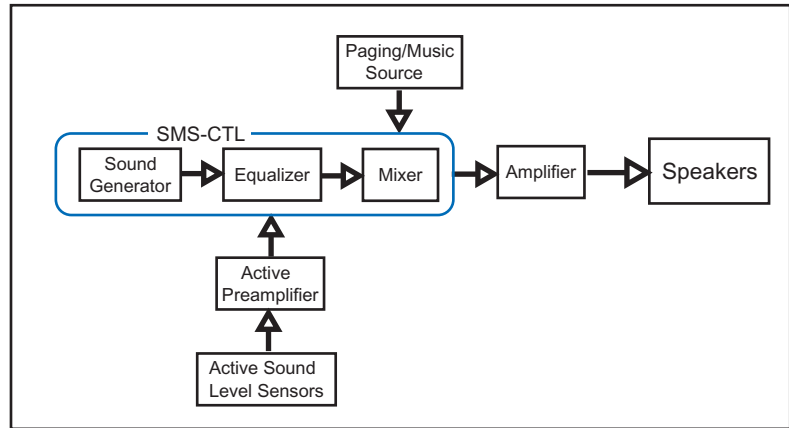 Paging/Music
Source
SMS-CTL
Sound
Generator
Equalizer
Mixer
Amplifier
Speakers
Active
Preamplifier
Active Sound
Level Sensors